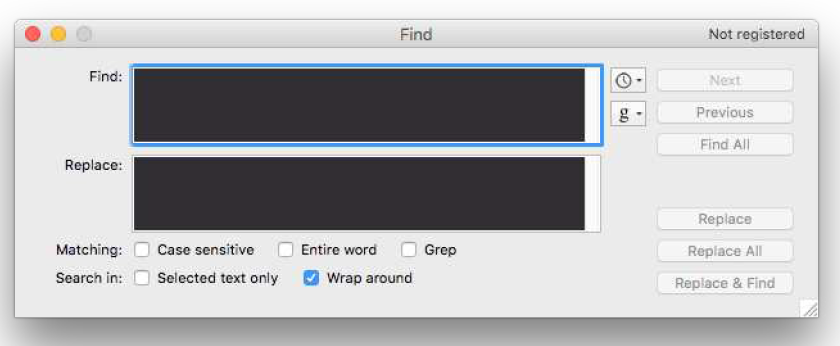 Find Not registered
Find: Next
g Previous
Find All
Replace:
Replace
Matching: Case sensitive Entire word Grep Replace All
Search in: Selected text only Wrap around Replace & Find